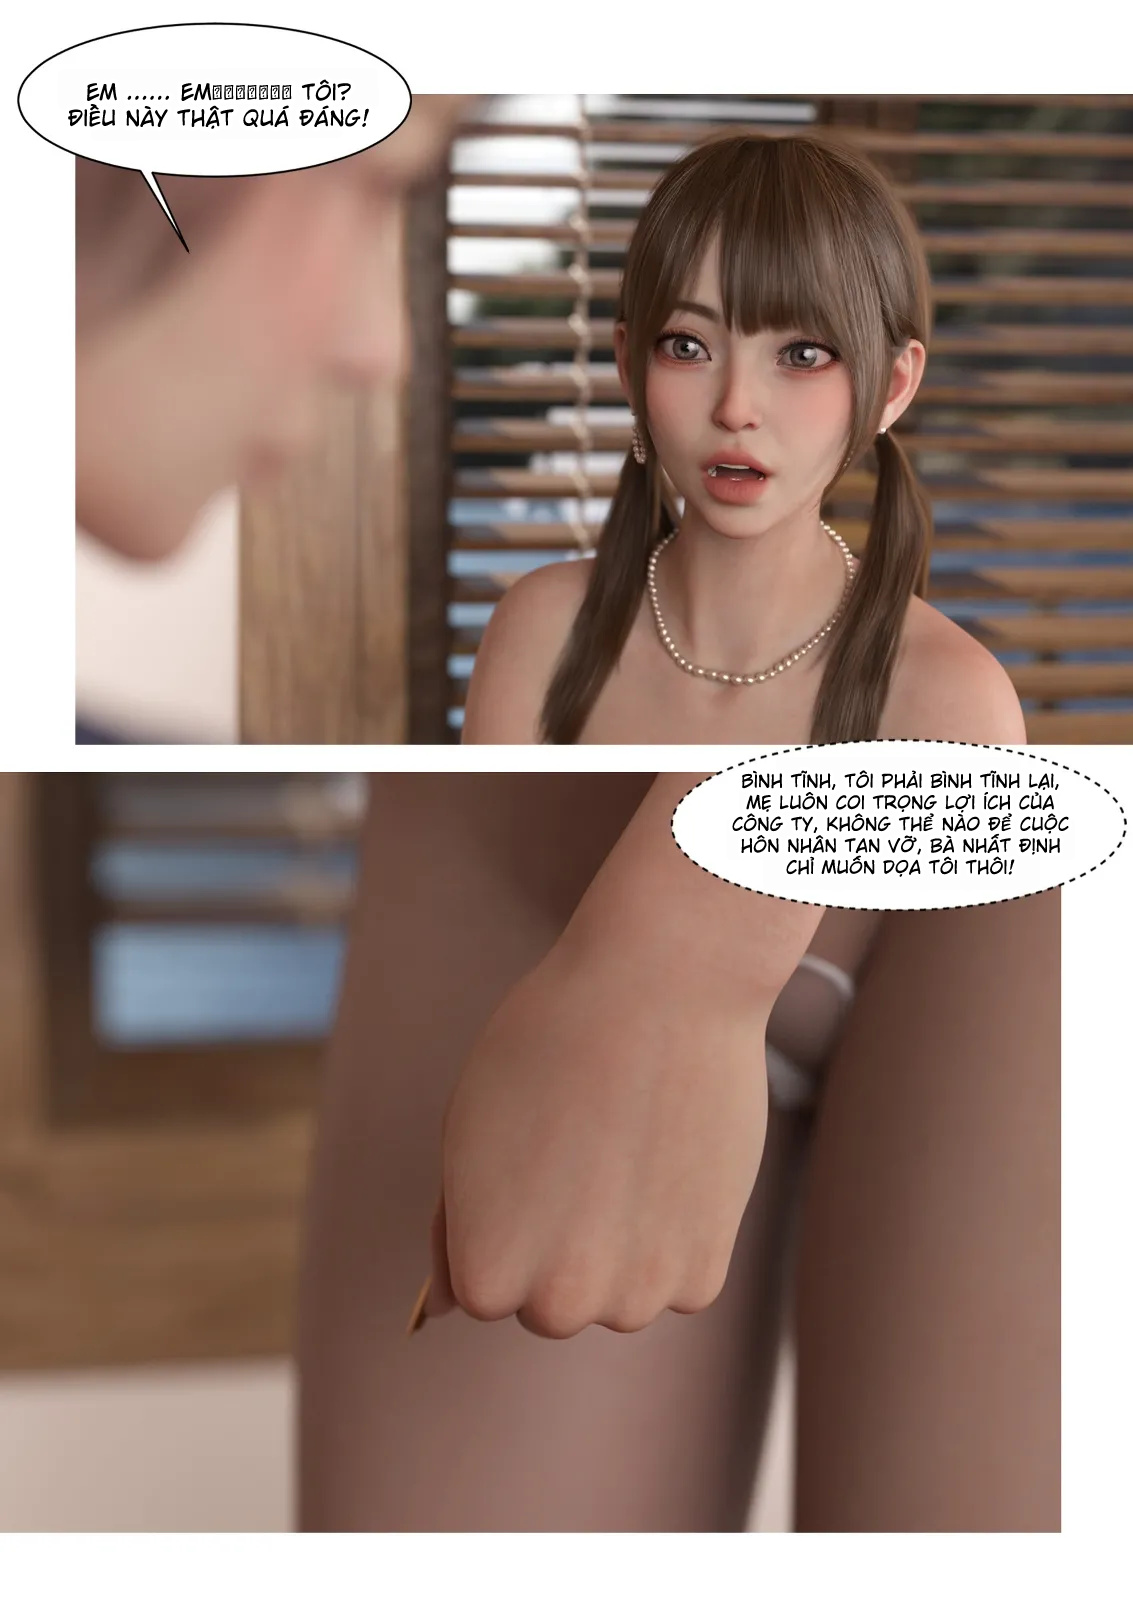 EM ...... EM TÔI?
ĐIỀU NÀY THẬT QUÁ ĐÁNG!
BÌNH TĨNH, TÔI PHẢI BÌNH TĨNH LẠI,
MẸ LUÔN COI TRỌNG LỢI ÍCH CỦA
CÔNG TY, KHÔNG THỂ NÀO ĐỂ CUỘC
HÔN NHÂN TAN VỠ, BÀ NHẤT ĐỊNH
CHỈ MUỐN DỌA TÔI THÔI!